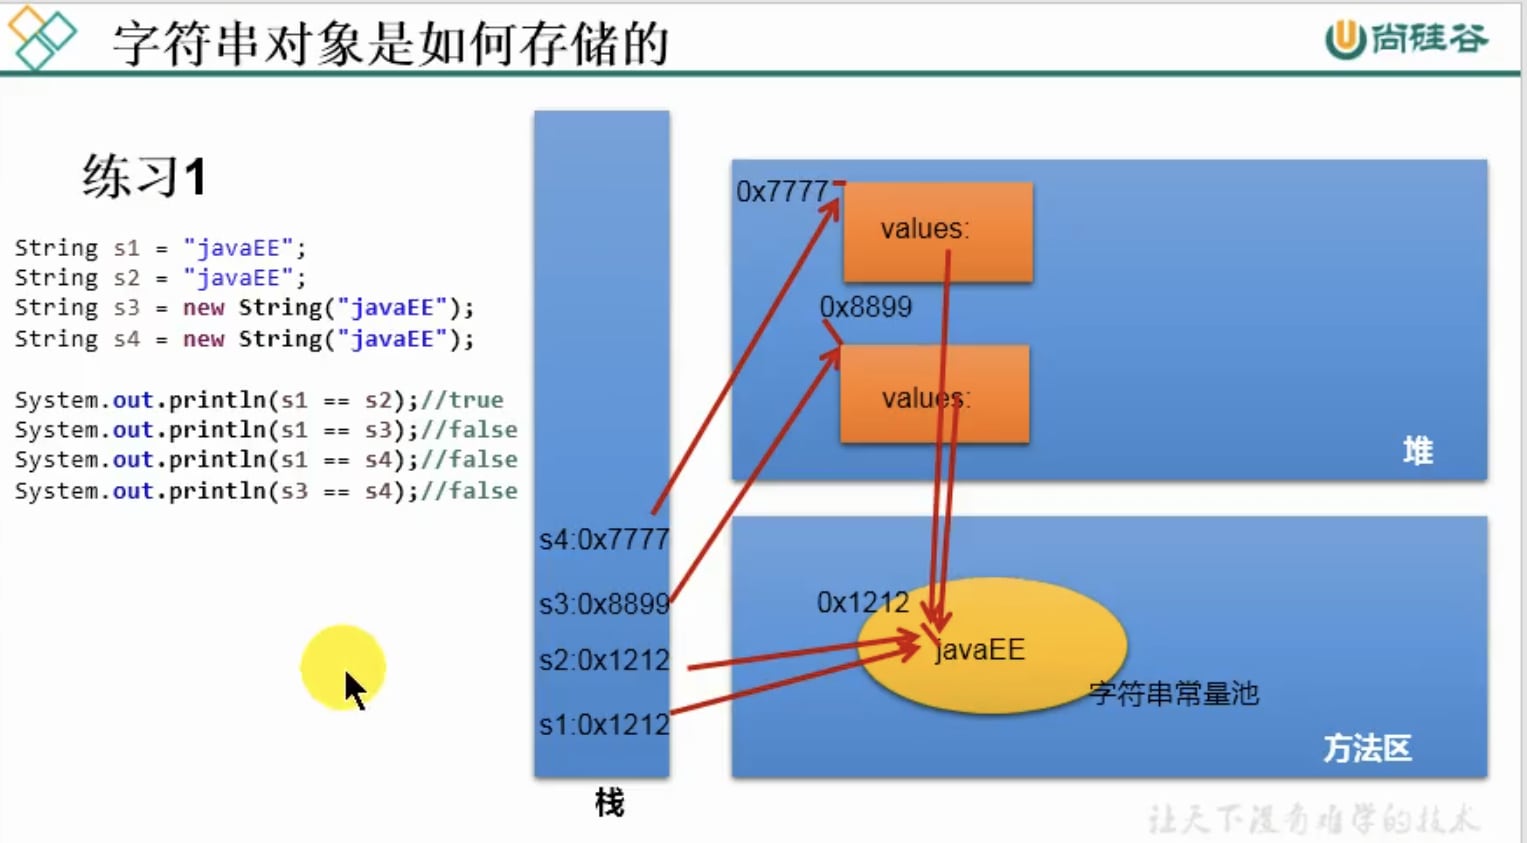 字符串对象是如何存储的
尚硅谷
练习1
String s1 = "javaEE";
String s2 = "javaEE";
String s3 = new String("javaEE");
String s4 = new String("javaEE");
System.out.println(s1 == s2);//true
System.out.println(s1 == s3);//false
System.out.println(s1 == s4);//false
System.out.println(s3 == s4);//false
s4:0x7777
s3:0x8899
s2:0x1212
s1:0x1212
栈
0x7777
values:
0x8899
values:
堆
0x1212
javaEE
字符串常量池
方法区
让天下没有难学的技术